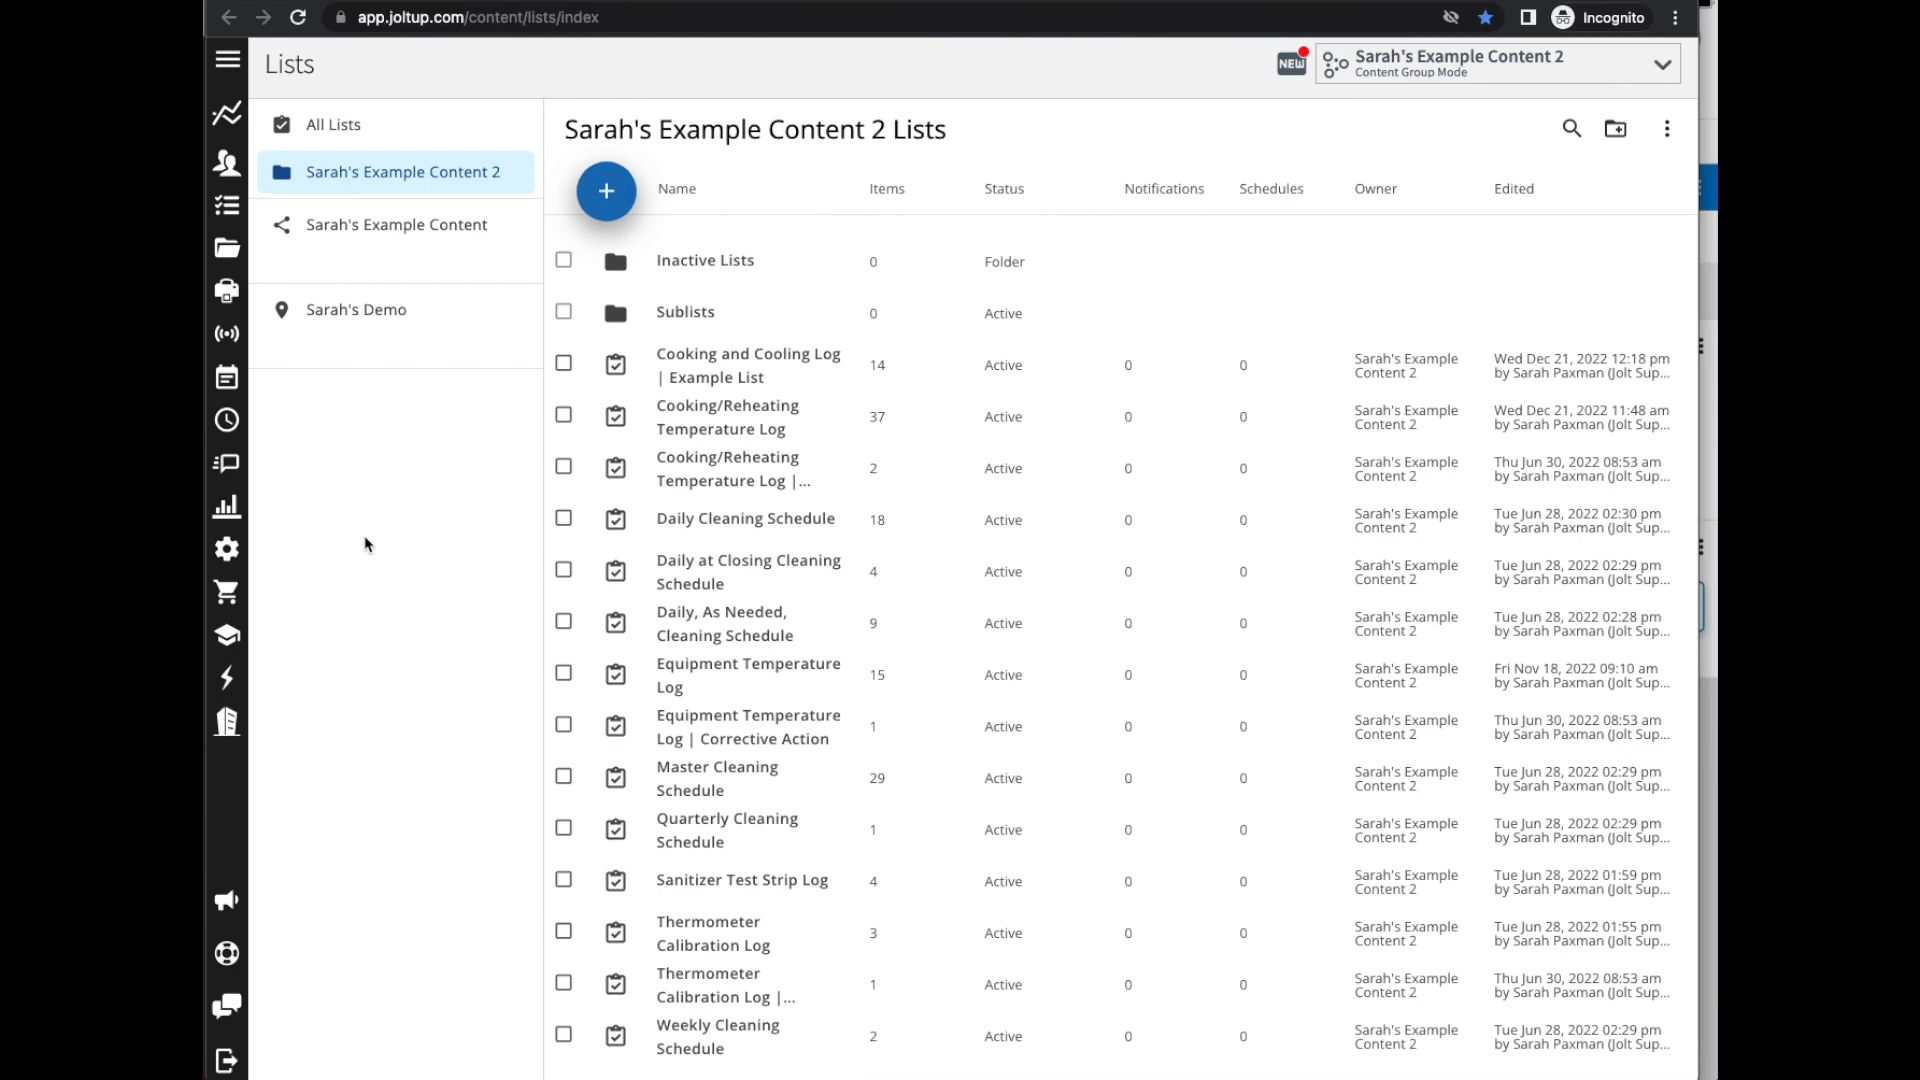 app.joltup.com/content/lists/index
Incognito
Lists
NEW
Sarah's Example Content 2
Content Group Mode
All Lists
Sarah's Example Content 2
Sarah's Example Content
Sarah's Demo
Sarah's Example Content 2 Lists
+ Name Items Status Notifications Schedules Owner Edited
Inactive Lists 0 Folder
Sublists 0 Active
Cooking and Cooling Log
| Example List
14 Active 0 0
Sarah's Example
Content 2
Wed Dec 21, 2022 12:18 pm
by Sarah Paxman (Jolt Sup...
Cooking/Reheating
Temperature Log
37 Active 0 0
Sarah's Example
Content 2
Wed Dec 21, 2022 11:48 am
by Sarah Paxman (Jolt Sup...
Cooking/Reheating
Temperature Log |...
2 Active 0 0
Sarah's Example
Content 2
Thu Jun 30, 2022 08:53 am
by Sarah Paxman (Jolt Sup...
Daily Cleaning Schedule
18 Active 0 0
Sarah's Example
Content 2
Tue Jun 28, 2022 02:30 pm
by Sarah Paxman (Jolt Sup...
Daily at Closing Cleaning
Schedule
4 Active 0 0
Sarah's Example
Content 2
Tue Jun 28, 2022 02:29 pm
by Sarah Paxman (Jolt Sup...
Daily, As Needed,
Cleaning Schedule
9 Active 0 0
Sarah's Example
Content 2
Tue Jun 28, 2022 02:28 pm
by Sarah Paxman (Jolt Sup...
Equipment Temperature
Log
15 Active 0 0
Sarah's Example
Content 2
Fri Nov 18, 2022 09:10 am
by Sarah Paxman (Jolt Sup...
Equipment Temperature
Log | Corrective Action
1 Active 0 0
Sarah's Example
Content 2
Thu Jun 30, 2022 08:53 am
by Sarah Paxman (Jolt Sup...
Master Cleaning
Schedule
29 Active 0 0
Sarah's Example
Content 2
Tue Jun 28, 2022 02:29 pm
by Sarah Paxman (Jolt Sup...
Quarterly Cleaning
Schedule
1 Active 0 0
Sarah's Example
Content 2
Tue Jun 28, 2022 02:29 pm
by Sarah Paxman (Jolt Sup...
Sanitizer Test Strip Log
4 Active 0 0
Sarah's Example
Content 2
Tue Jun 28, 2022 01:59 pm
by Sarah Paxman (Jolt Sup...
Thermometer
Calibration Log
3 Active 0 0
Sarah's Example
Content 2
Tue Jun 28, 2022 01:55 pm
by Sarah Paxman (Jolt Sup...
Thermometer
Calibration Log |...
1 Active 0 0
Sarah's Example
Content 2
Thu Jun 30, 2022 08:53 am
by Sarah Paxman (Jolt Sup...
Weekly Cleaning
Schedule
2 Active 0 0
Sarah's Example
Content 2
Tue Jun 28, 2022 02:29 pm
by Sarah Paxman (Jolt Sup...